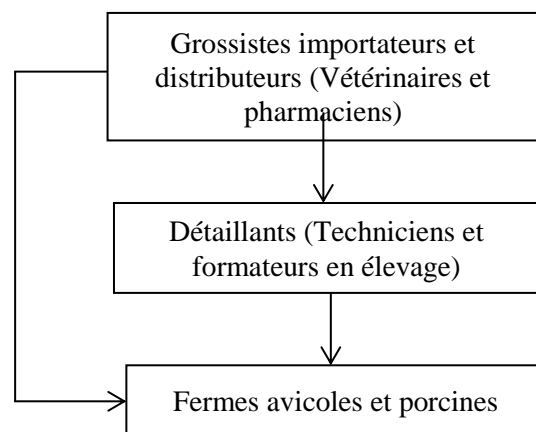 Grossistes importateurs et
distributeurs (Vétérinaires et
pharmaciens)
Détaillants (Techniciens et
formateurs en élevage)
Fermes avicoles et porcines